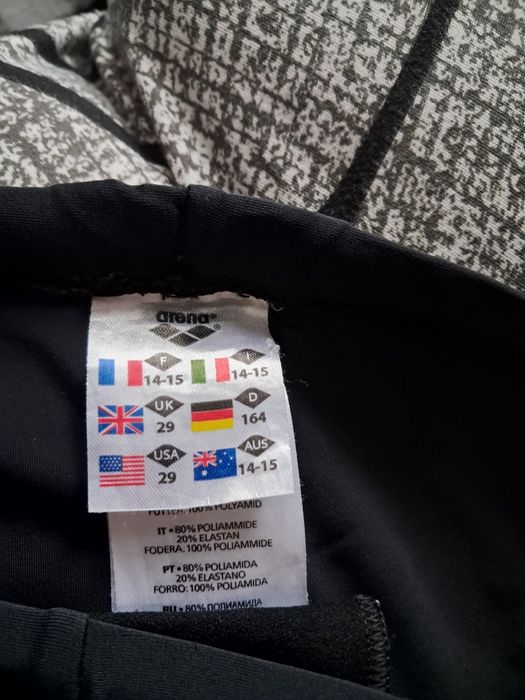 arena
F
14-15
I
14-15
UK
29
D
164
USA
29
AUS
14-15
FUTTER: 100% POLYAMID
IT • 80% POLIAMMIDE
20% ELASTAN
FODERA: 100% POLIAMMIDE
PT • 80% POLIAMIDA
20% ELASTANO
FORRO: 100% POLIAMIDA
RU • 80% ПОЛИАМИДА